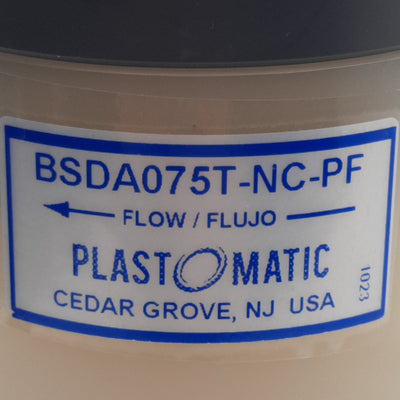 BSDA075T-NC-PF
FLOW / FLUJO
PLASTOMATIC
CEDAR GROVE, NJ USA
1023